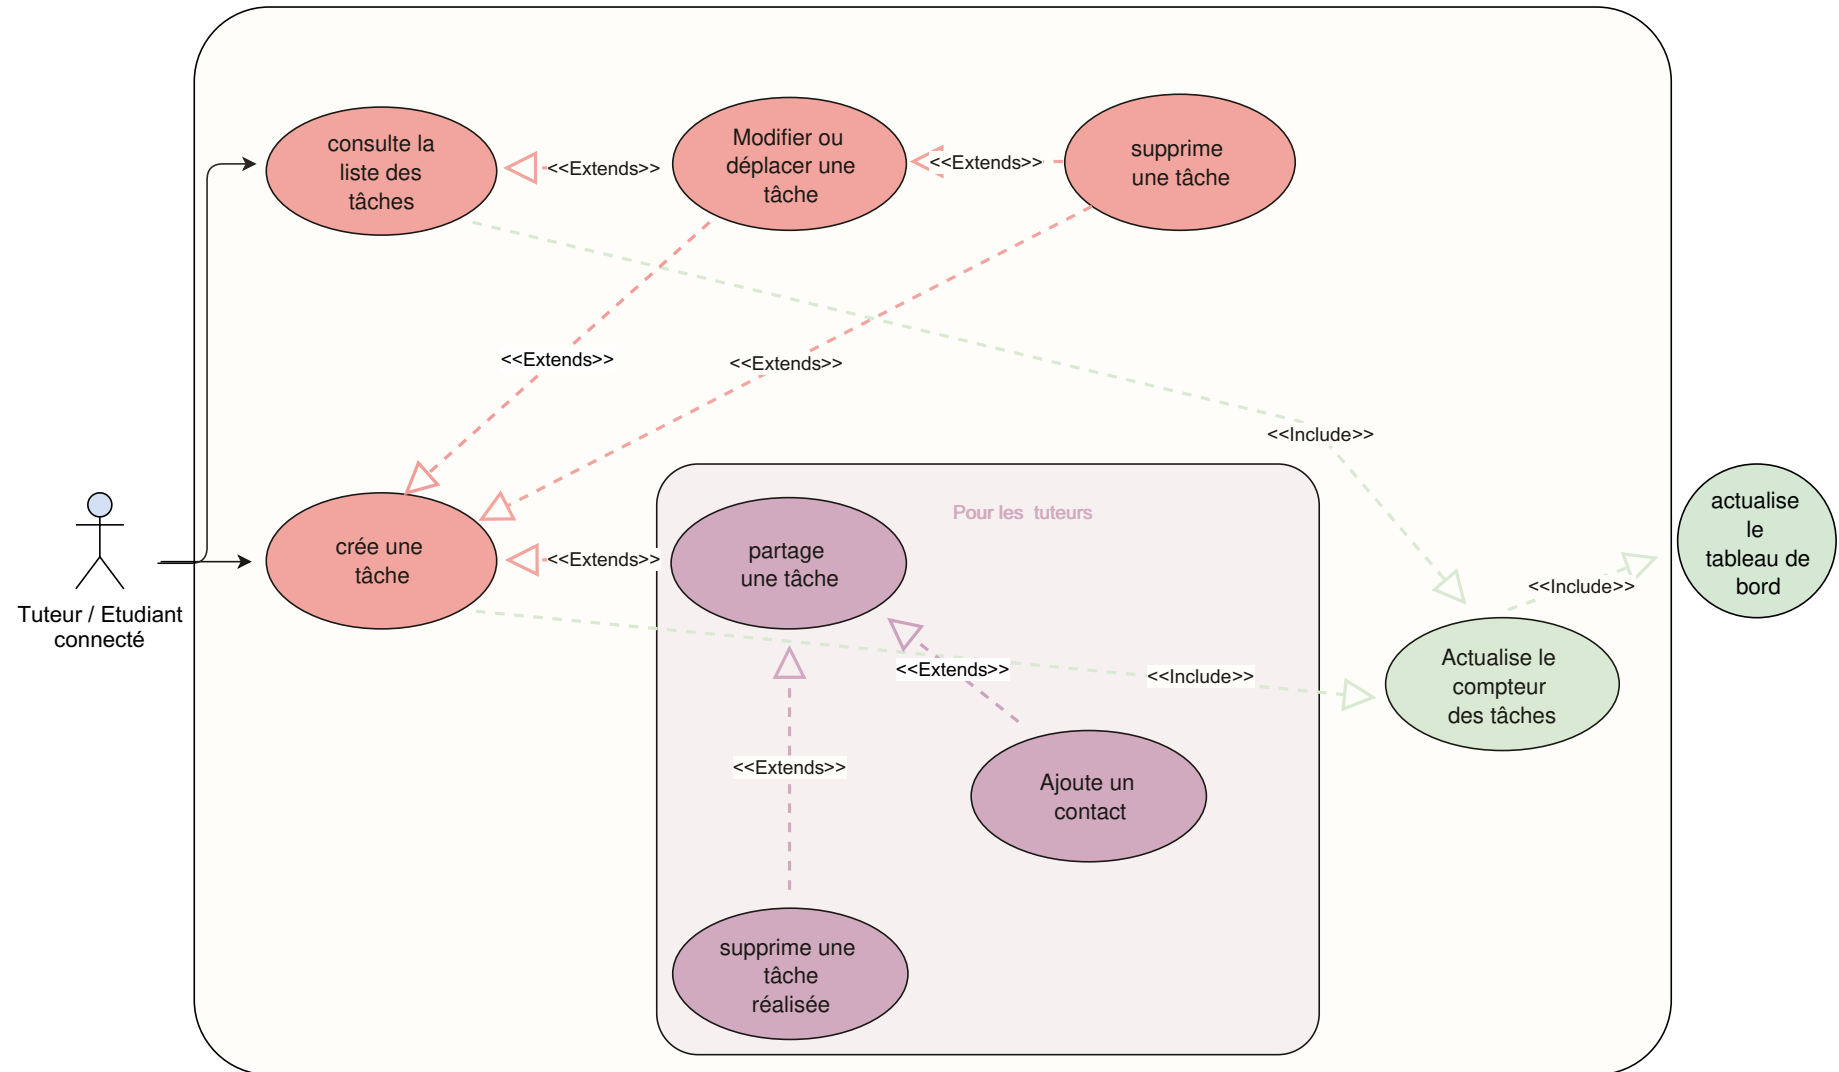 consulte la
liste des
tâches
<<Extends>>
Modifier ou
déplacer une
tâche
<<Extends>>
supprime
une tâche
<<Extends>>
<<Extends>>
<<Include>>
Tuteur / Etudiant
connecté
crée une
tâche
<<Extends>>
Pour les tuteurs
partage
une tâche
<<Extends>>
<<Include>>
<<Extends>>
Ajoute un
contact
supprime une
tâche
réalisée
<<Include>>
Actualise le
compteur
des tâches
actualise
le
tableau de
bord